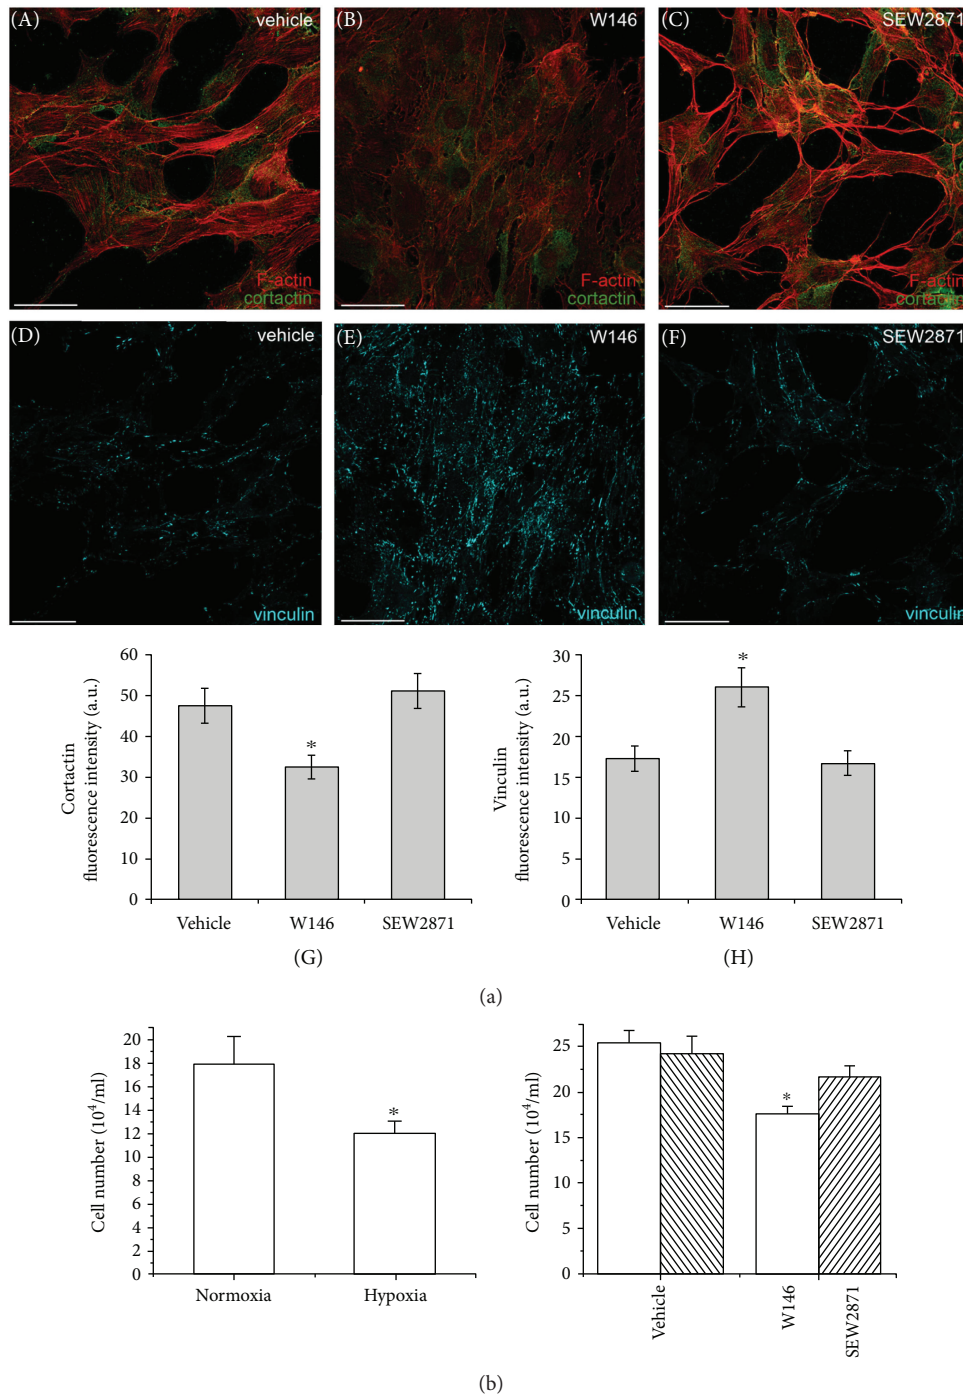 (A) vehicle
F-actin
cortactin
(B) W146
F-actin
cortactin
(C) SEW2871
F-actin
cortactin
(D) vehicle
vinculin
(E) W146
vinculin
(F) SEW2871
vinculin
Cortactin
fluorescence intensity (a.u.)
60
50
40
30
20
10
0
*
Vehicle W146 SEW2871
(G)
Vinculin
fluorescence intensity (a.u.)
30
25
20
15
10
5
0
*
Vehicle W146 SEW2871
(H)
(a)
Cell number (10⁴/ml)
20
18
16
14
12
10
8
6
4
2
0
*
Normoxia Hypoxia
Cell number (10⁴/ml)
25
20
15
10
5
0
*
Vehicle
W146
SEW2871
(b)